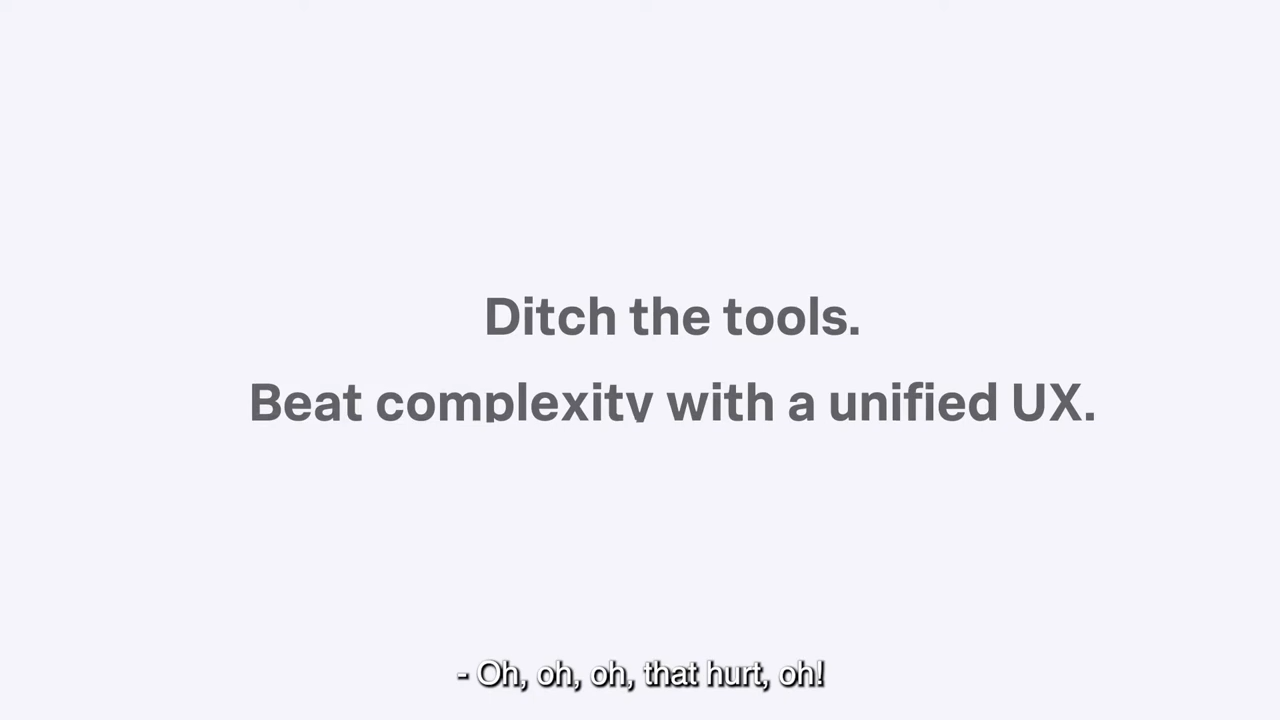 Ditch the tools.
Beat complexity with a unified UX.
- Oh, oh, oh, that hurt, oh!